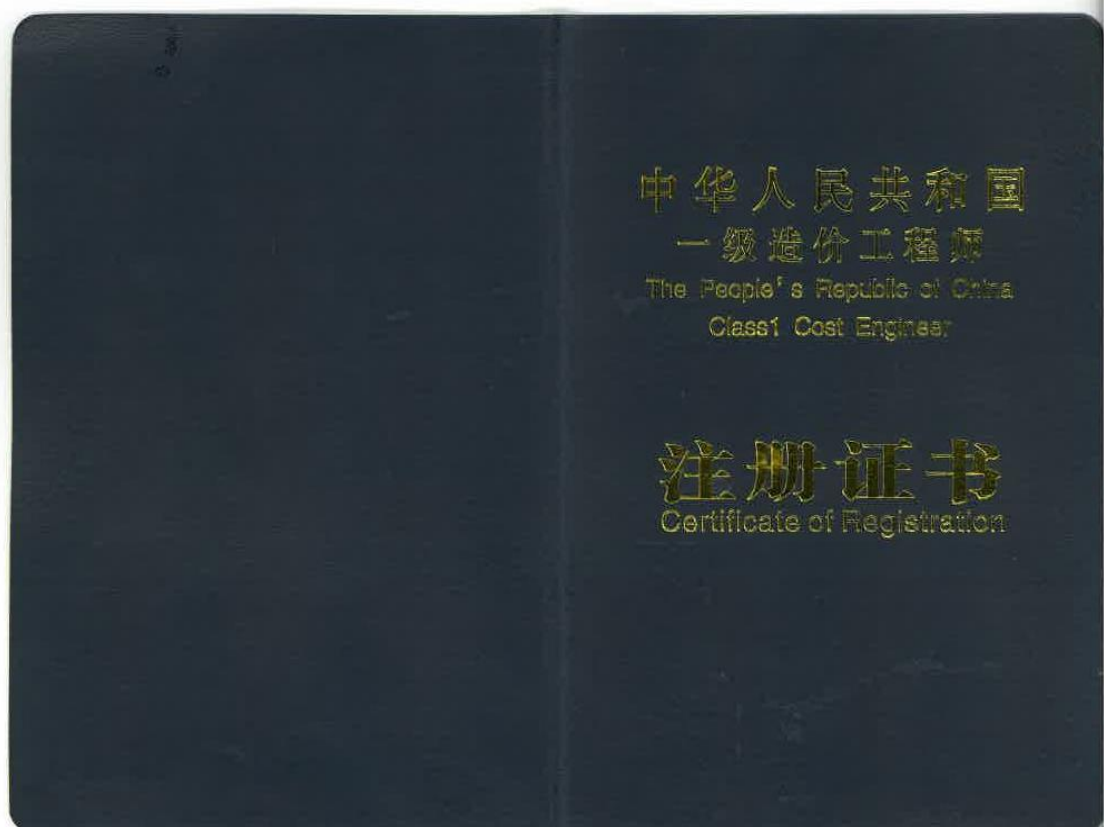 中华人民共和国
一级造价工程师
The People's Republic of China
Class1 Cost Engineer
注册证书
Certificate of Registration